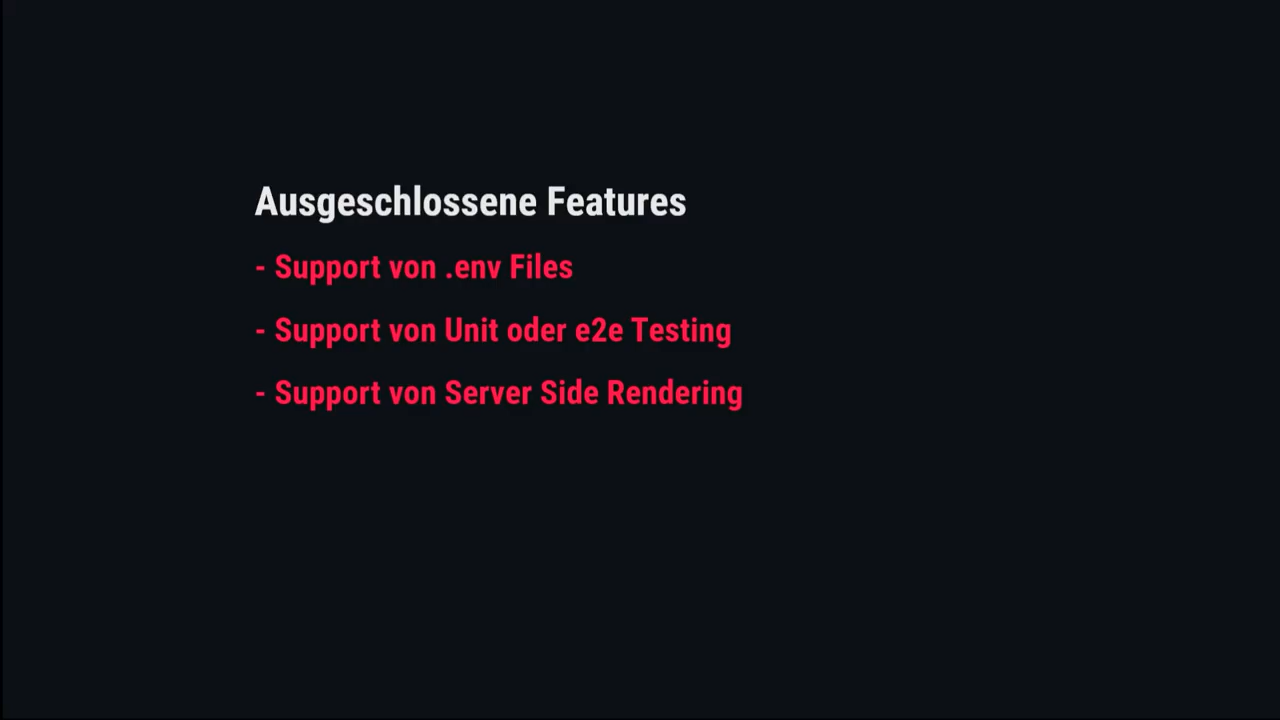 Ausgeschlossene Features
- Support von .env Files
- Support von Unit oder e2e Testing
- Support von Server Side Rendering